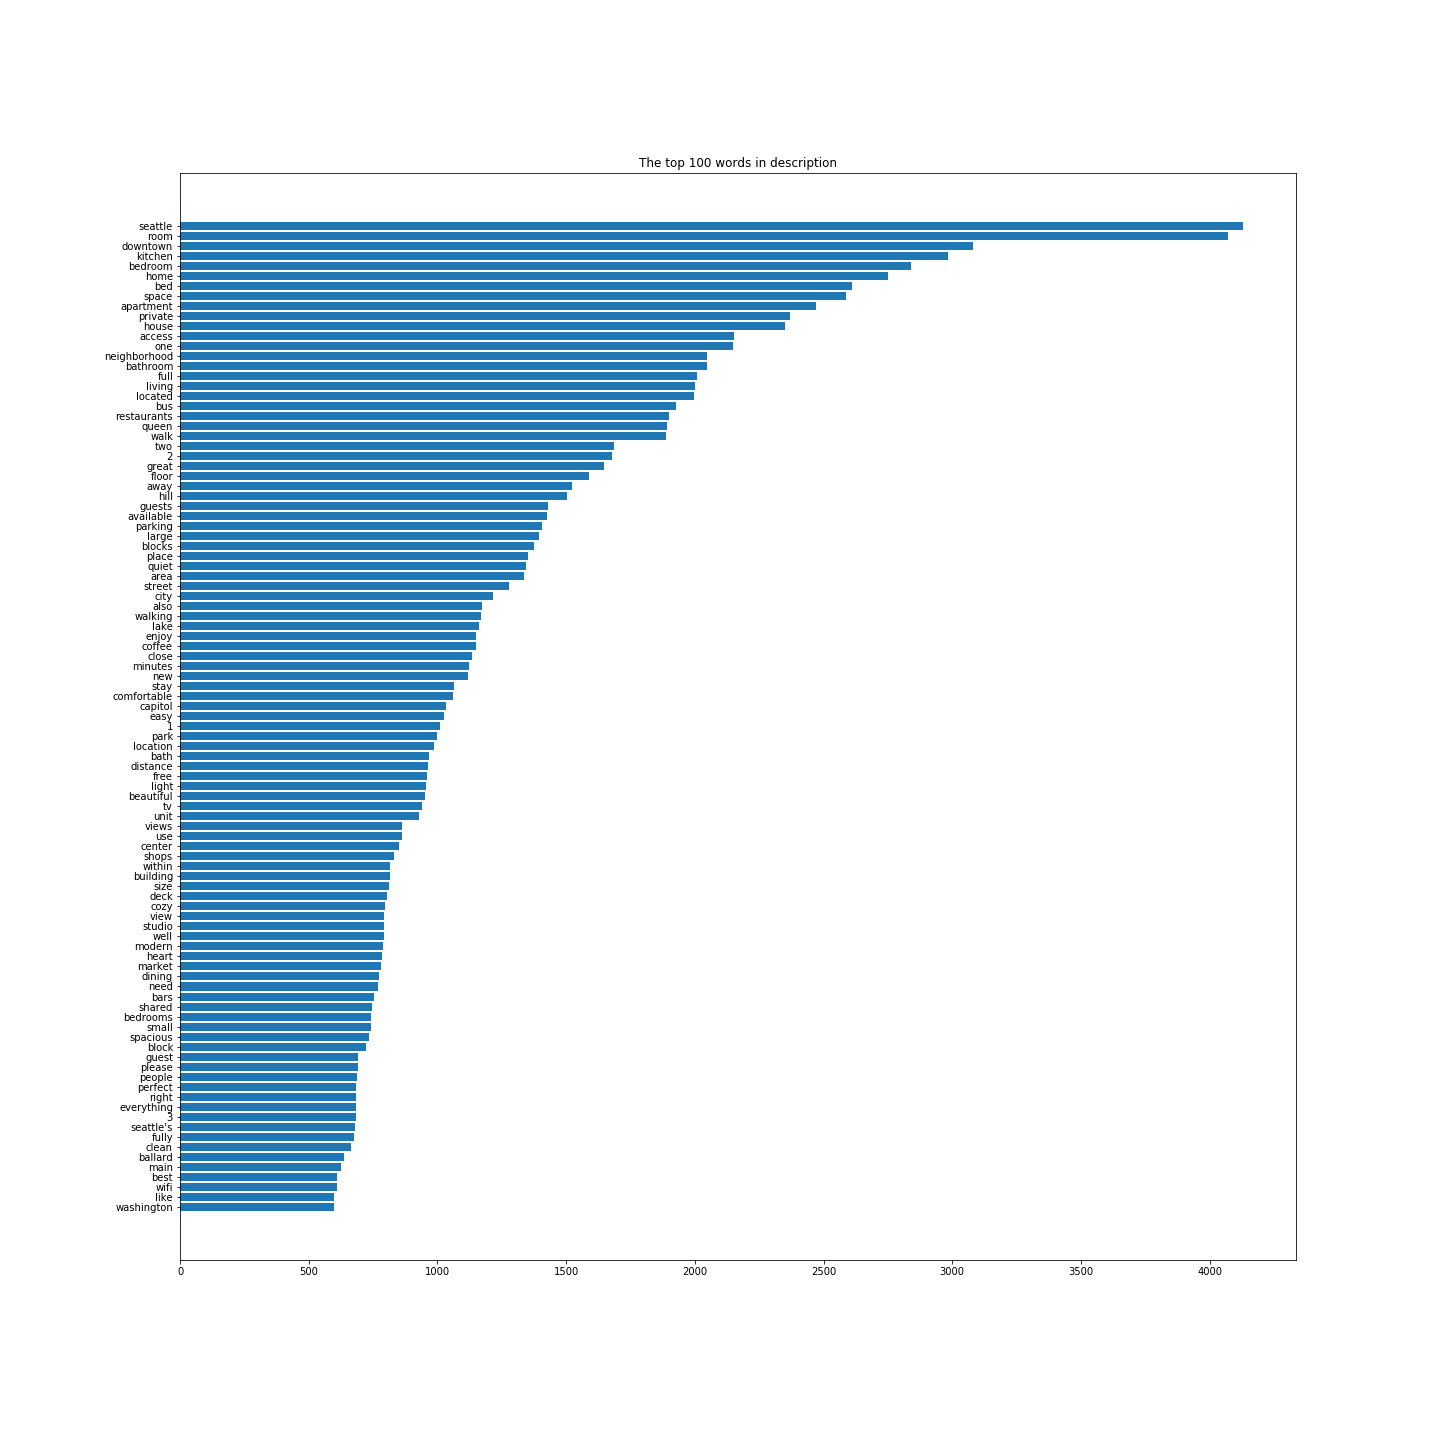 The top 100 words in description
seattle
room
downtown
kitchen
bedroom
home
bed
space
apartment
private
house
access
one
neighborhood
bathroom
full
living
located
bus
restaurants
queen
walk
two
2
great
floor
away
hill
guests
available
parking
large
blocks
place
quiet
area
street
city
also
walking
lake
enjoy
coffee
close
minutes
new
stay
comfortable
capitol
easy
1
park
location
bath
distance
free
light
beautiful
tv
unit
views
use
center
shops
within
building
size
deck
cozy
view
studio
well
modern
heart
market
dining
need
bars
shared
bedrooms
small
spacious
block
guest
please
people
perfect
right
everything
3
seattle's
fully
clean
ballard
main
best
wifi
like
washington
0 500 1000 1500 2000 2500 3000 3500 4000